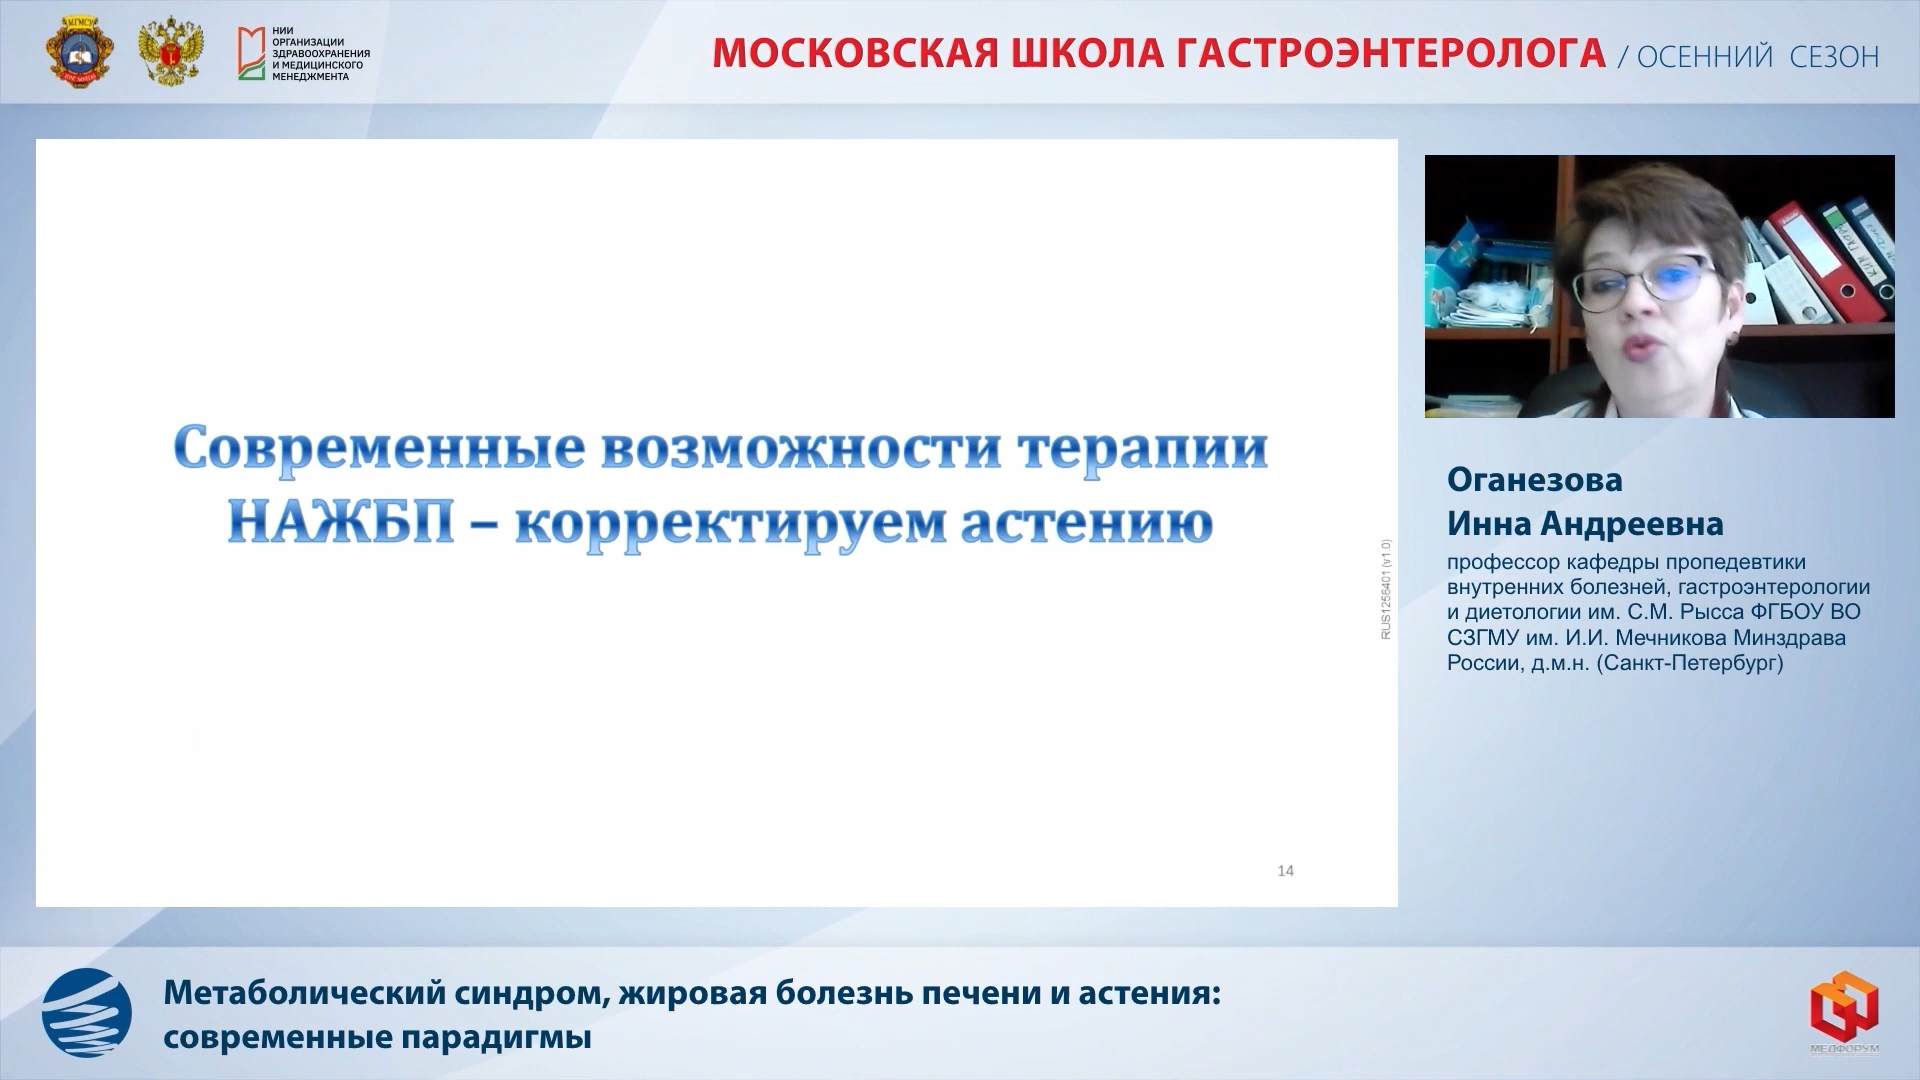 МГМСУ
НИИ
ОРГАНИЗАЦИИ
ЗДРАВООХРАНЕНИЯ
И МЕДИЦИНСКОГО
МЕНЕДЖМЕНТА
МОСКОВСКАЯ ШКОЛА ГАСТРОЭНТЕРОЛОГА / ОСЕННИЙ СЕЗОН
Современные возможности терапии
НАЖБП – корректируем астению
RUS1256401 (v1.0)
14
Оганезова
Инна Андреевна
профессор кафедры пропедевтики
внутренних болезней, гастроэнтерологии
и диетологии им. С.М. Рысса ФГБОУ ВО
СЗГМУ им. И.И. Мечникова Минздрава
России, д.м.н. (Санкт-Петербург)
Метаболический синдром, жировая болезнь печени и астения:
современные парадигмы
МЕДФОРУМ